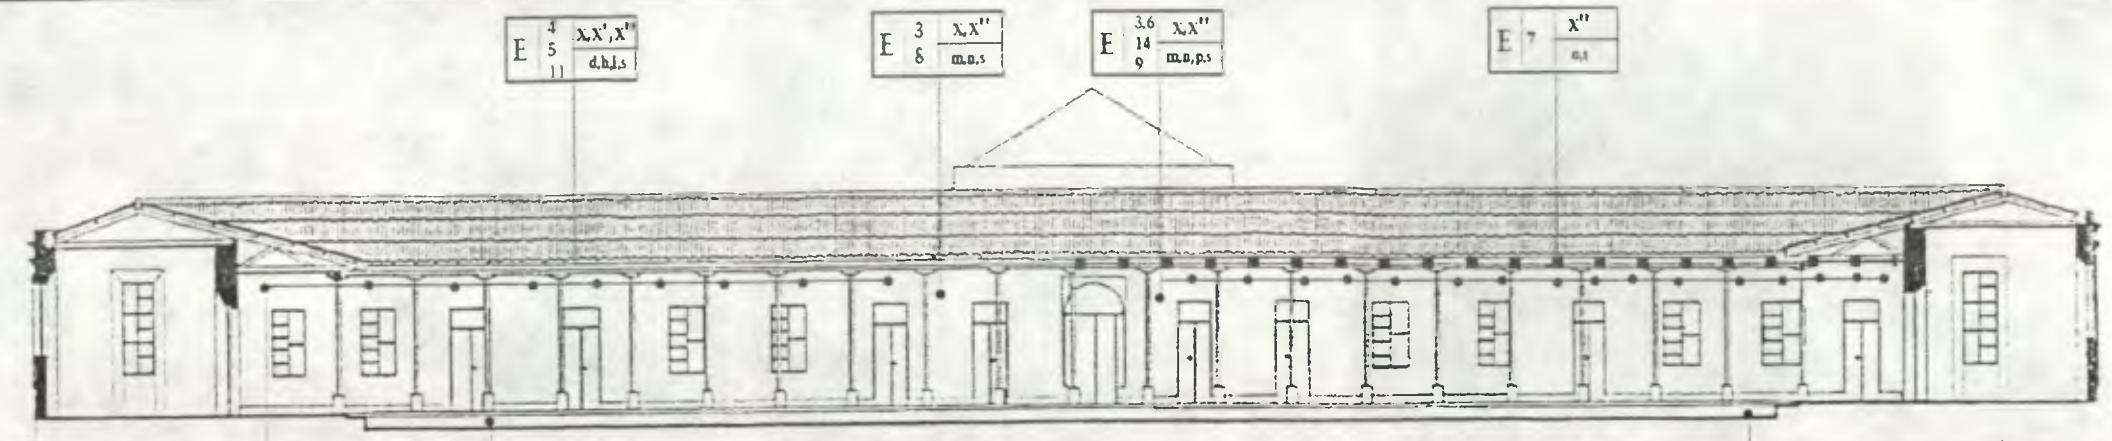 E 4 5 11 X,X',X'' d,h,l,s
E 3 8 X,X'' m,n,s
E 3,6 14 9 X,X'' m,n,p,s
E 7 X''